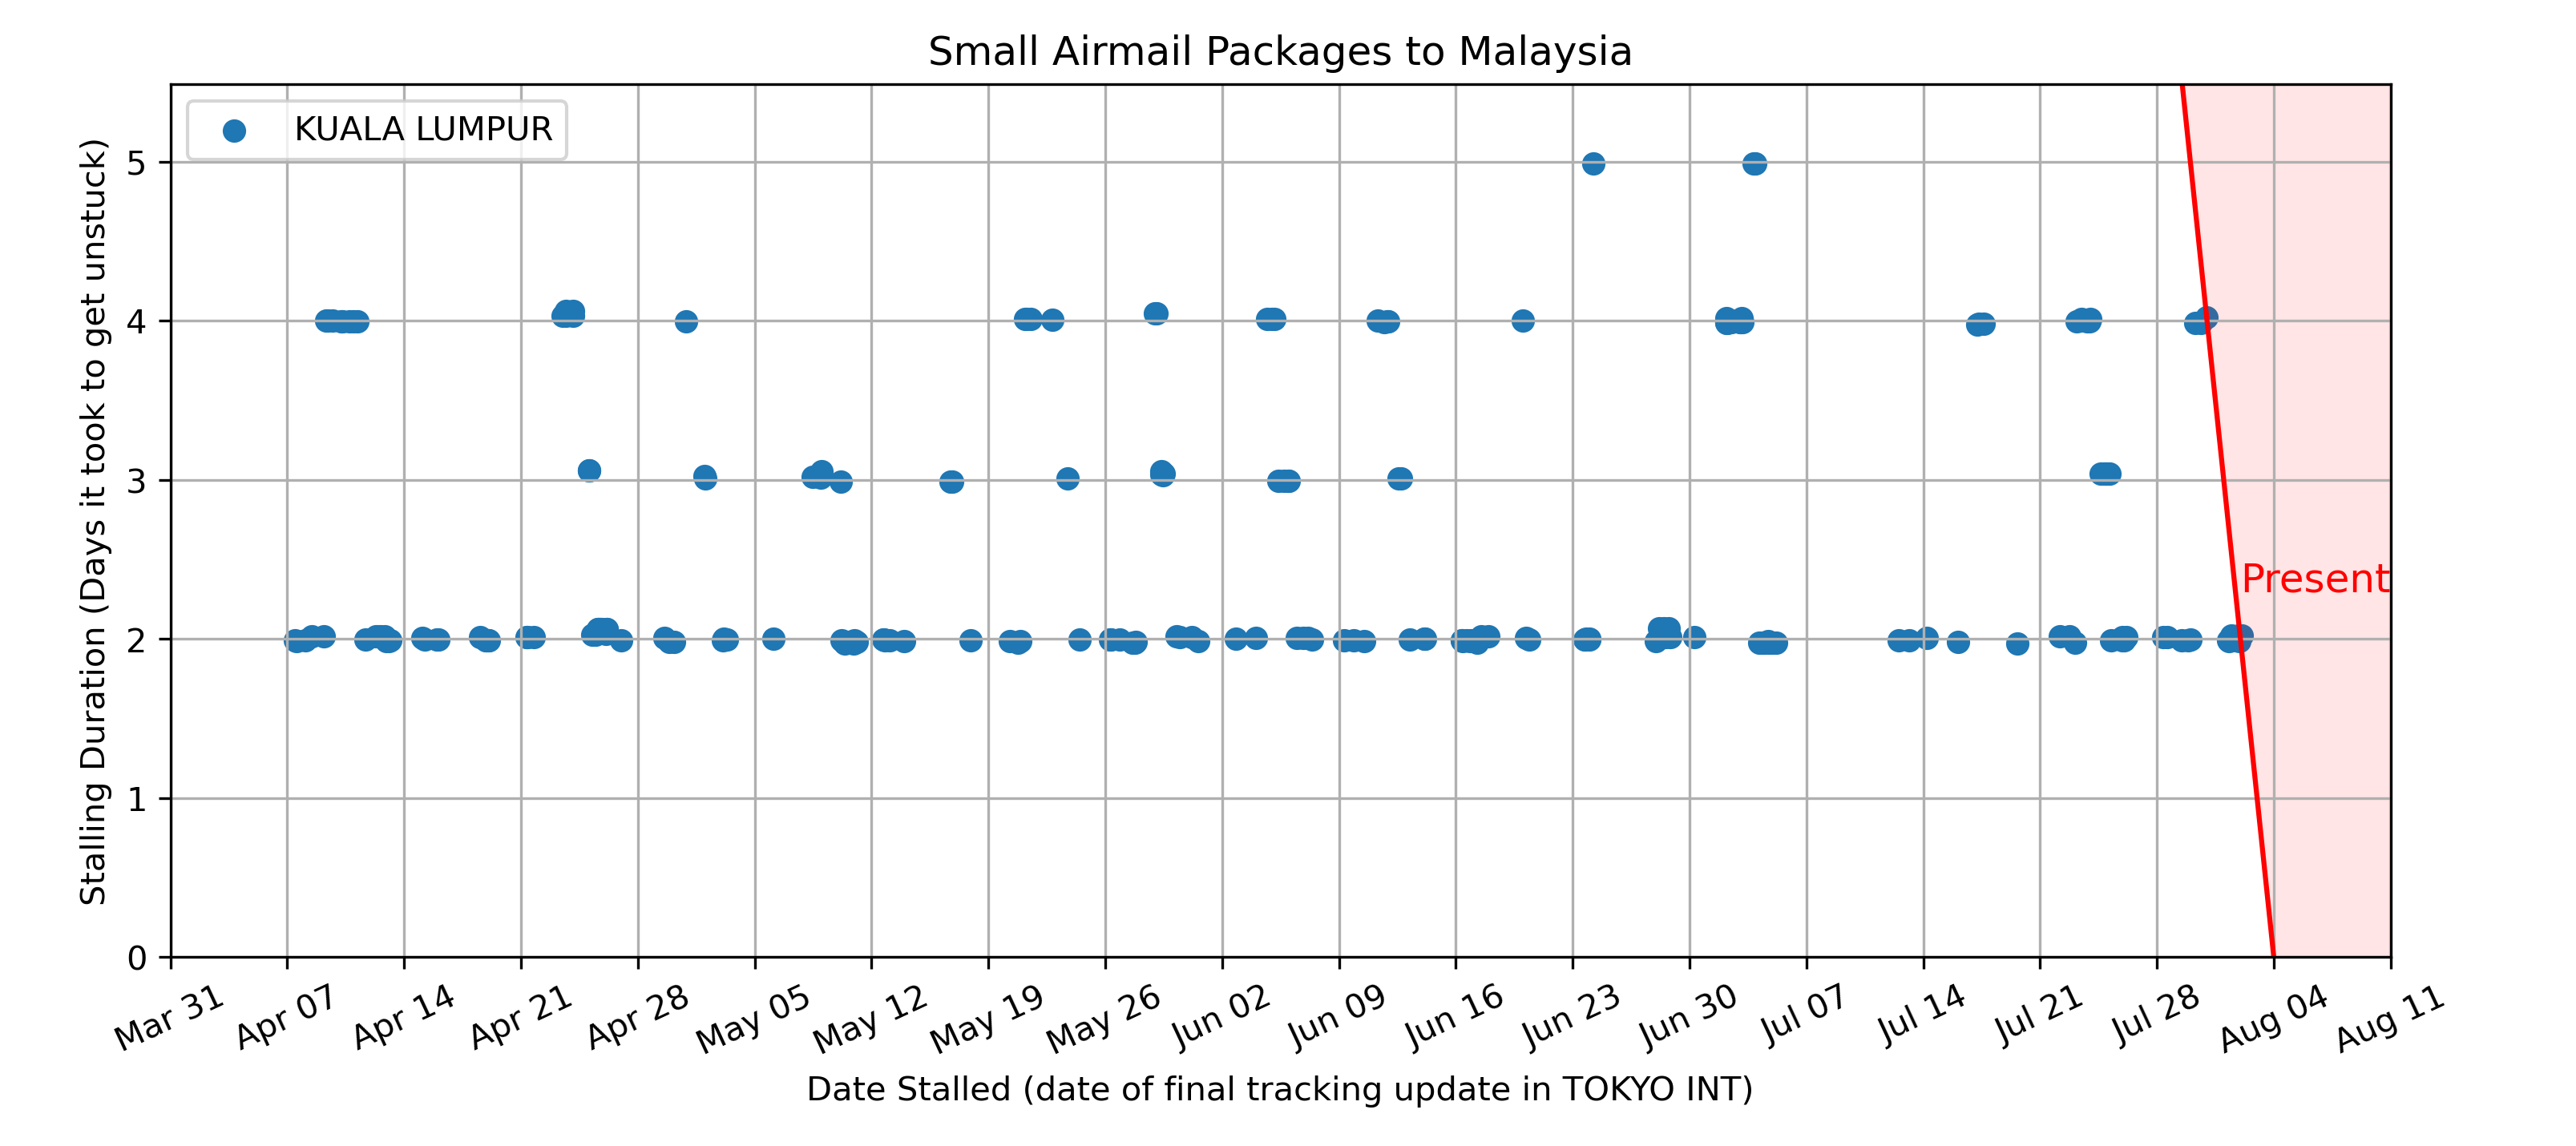 Small Airmail Packages to Malaysia
KUALA LUMPUR
Stalling Duration (Days it took to get unstuck)
5
4
3
2
1
0
Present
Mar 31
Apr 07
Apr 14
Apr 21
Apr 28
May 05
May 12
May 19
May 26
Jun 02
Jun 09
Jun 16
Jun 23
Jun 30
Jul 07
Jul 14
Jul 21
Jul 28
Aug 04
Aug 11
Date Stalled (date of final tracking update in TOKYO INT)